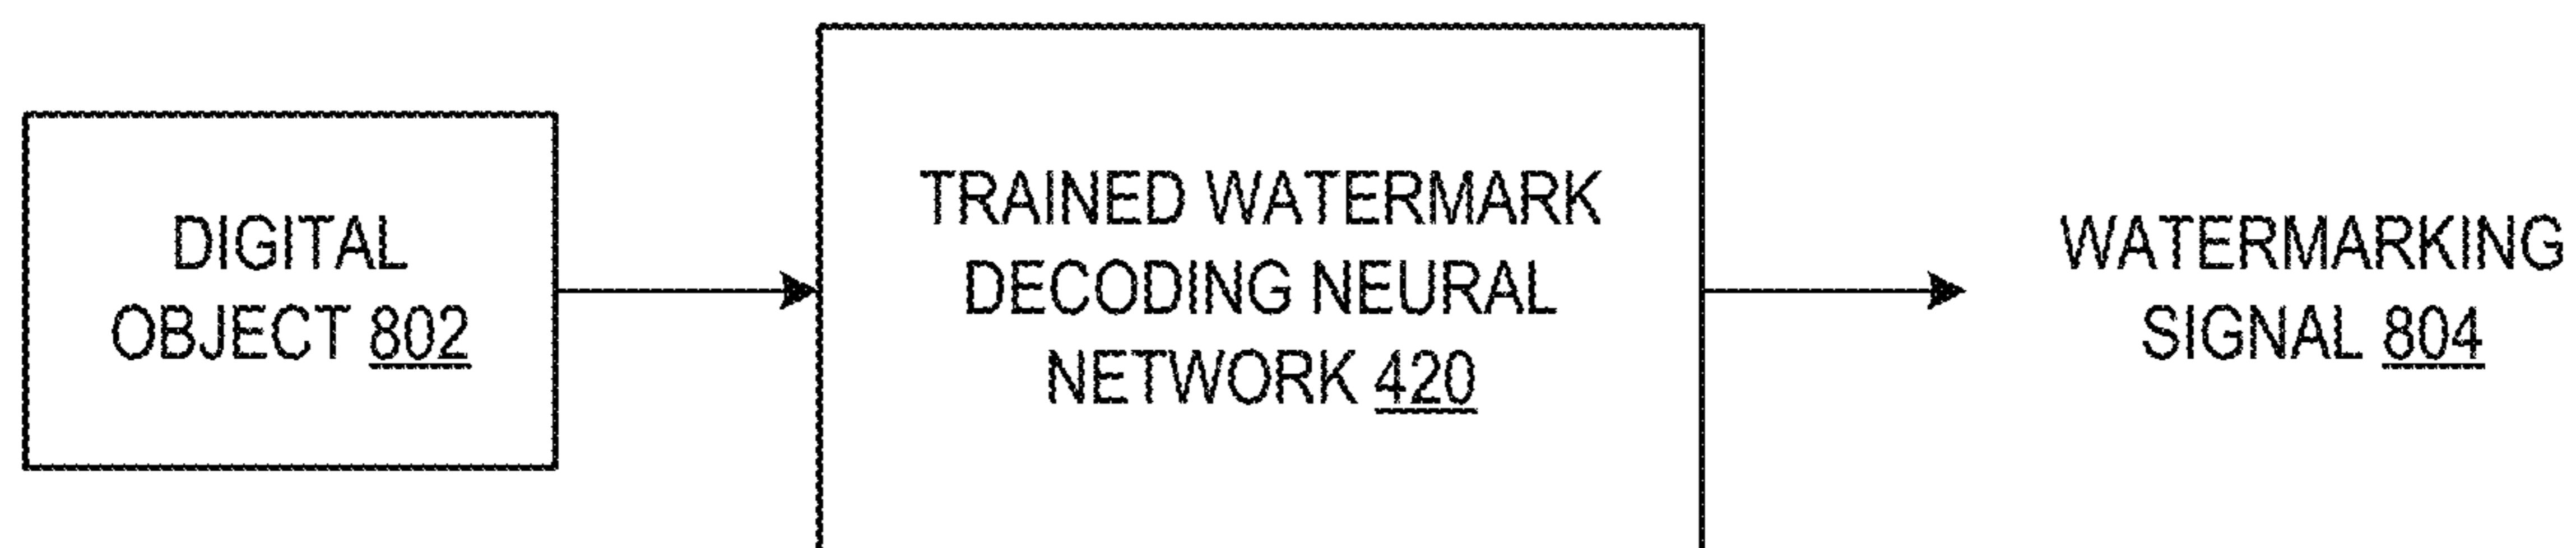 DIGITAL
OBJECT 802
TRAINED WATERMARK
DECODING NEURAL
NETWORK 420
WATERMARKING
SIGNAL 804